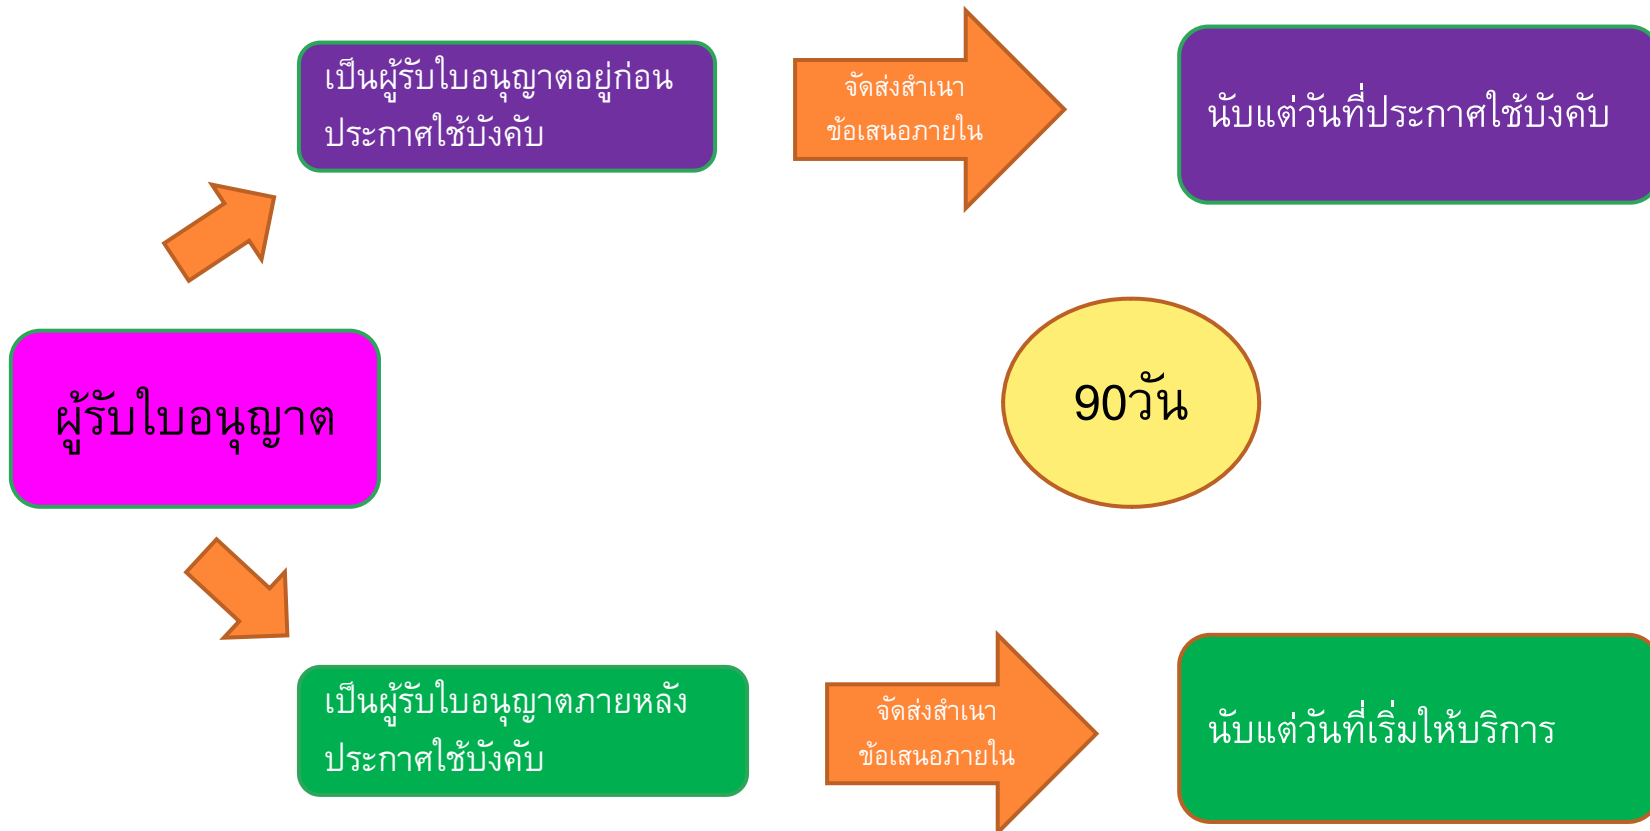 เป็นผู้รับใบอนุญาตอยู่ก่อน
ประกาศใช้บังคับ
จัดส่งสำเนา
ข้อเสนอภายใน
นับแต่วันที่ประกาศใช้บังคับ
ผู้รับใบอนุญาต
90วัน
เป็นผู้รับใบอนุญาตภายหลัง
ประกาศใช้บังคับ
จัดส่งสำเนา
ข้อเสนอภายใน
นับแต่วันที่เริ่มให้บริการ